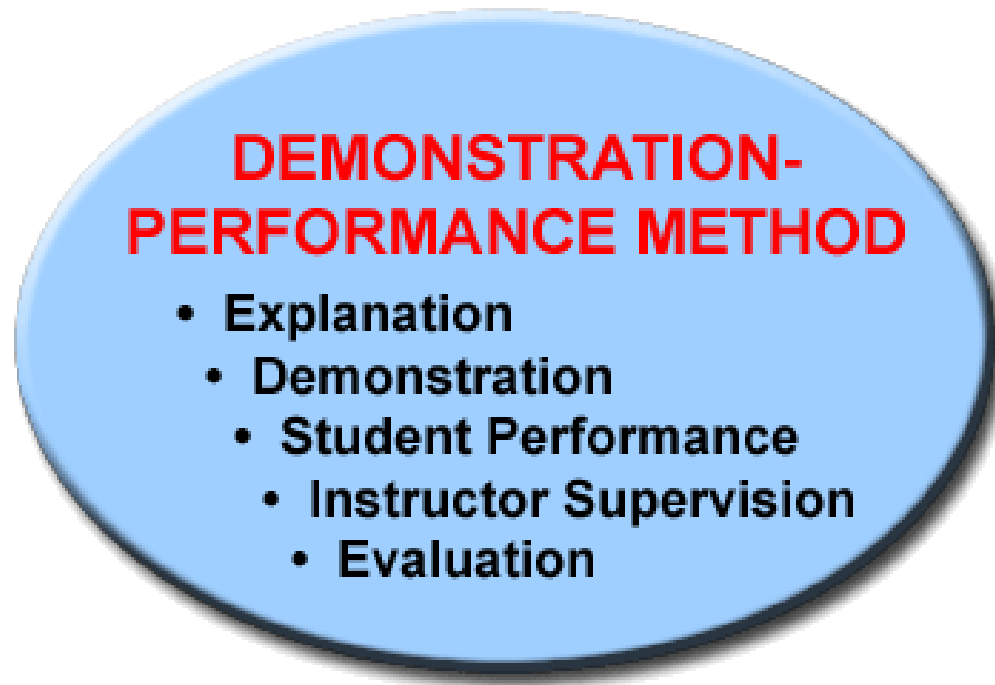 DEMONSTRATION-
PERFORMANCE METHOD
• Explanation
• Demonstration
• Student Performance
• Instructor Supervision
• Evaluation